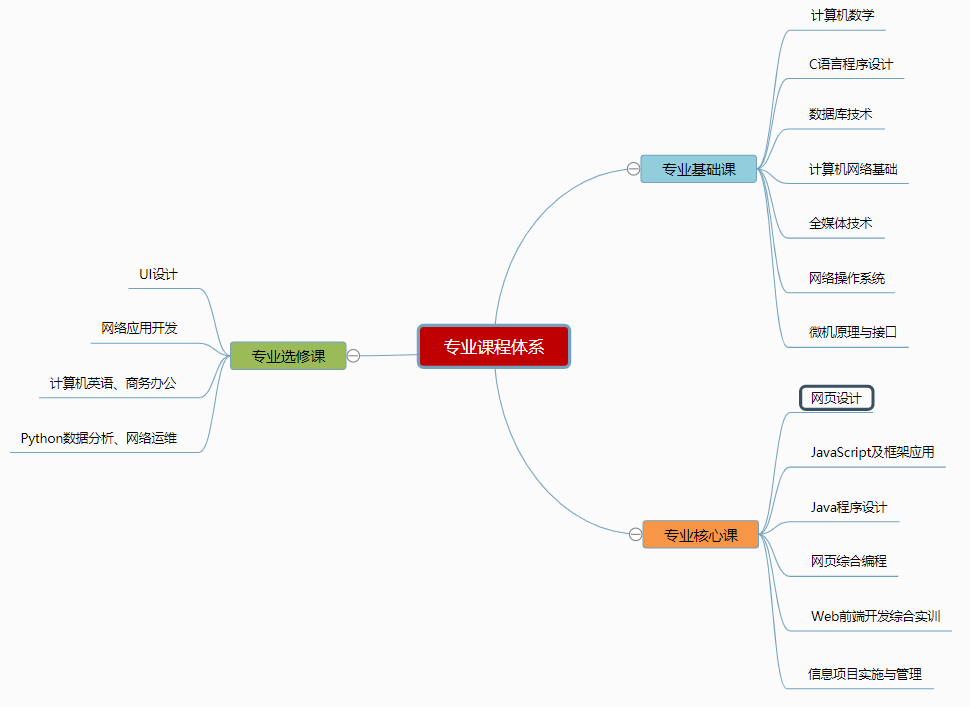 专业课程体系
专业基础课
计算机数学
C语言程序设计
数据库技术
计算机网络基础
全媒体技术
网络操作系统
微机原理与接口
专业核心课
网页设计
JavaScript及框架应用
Java程序设计
网页综合编程
Web前端开发综合实训
信息项目实施与管理
专业选修课
UI设计
网络应用开发
计算机英语、商务办公
Python数据分析、网络运维